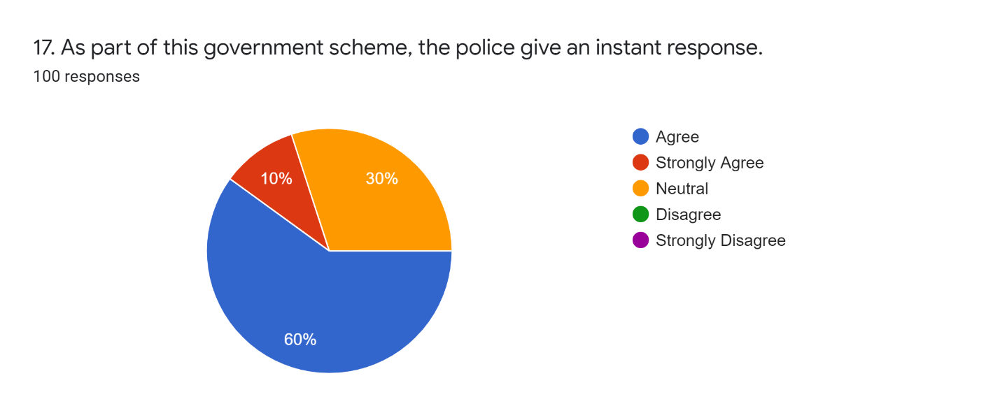 17. As part of this government scheme, the police give an instant response.
100 responses
10%
30%
60%
Agree
Strongly Agree
Neutral
Disagree
Strongly Disagree